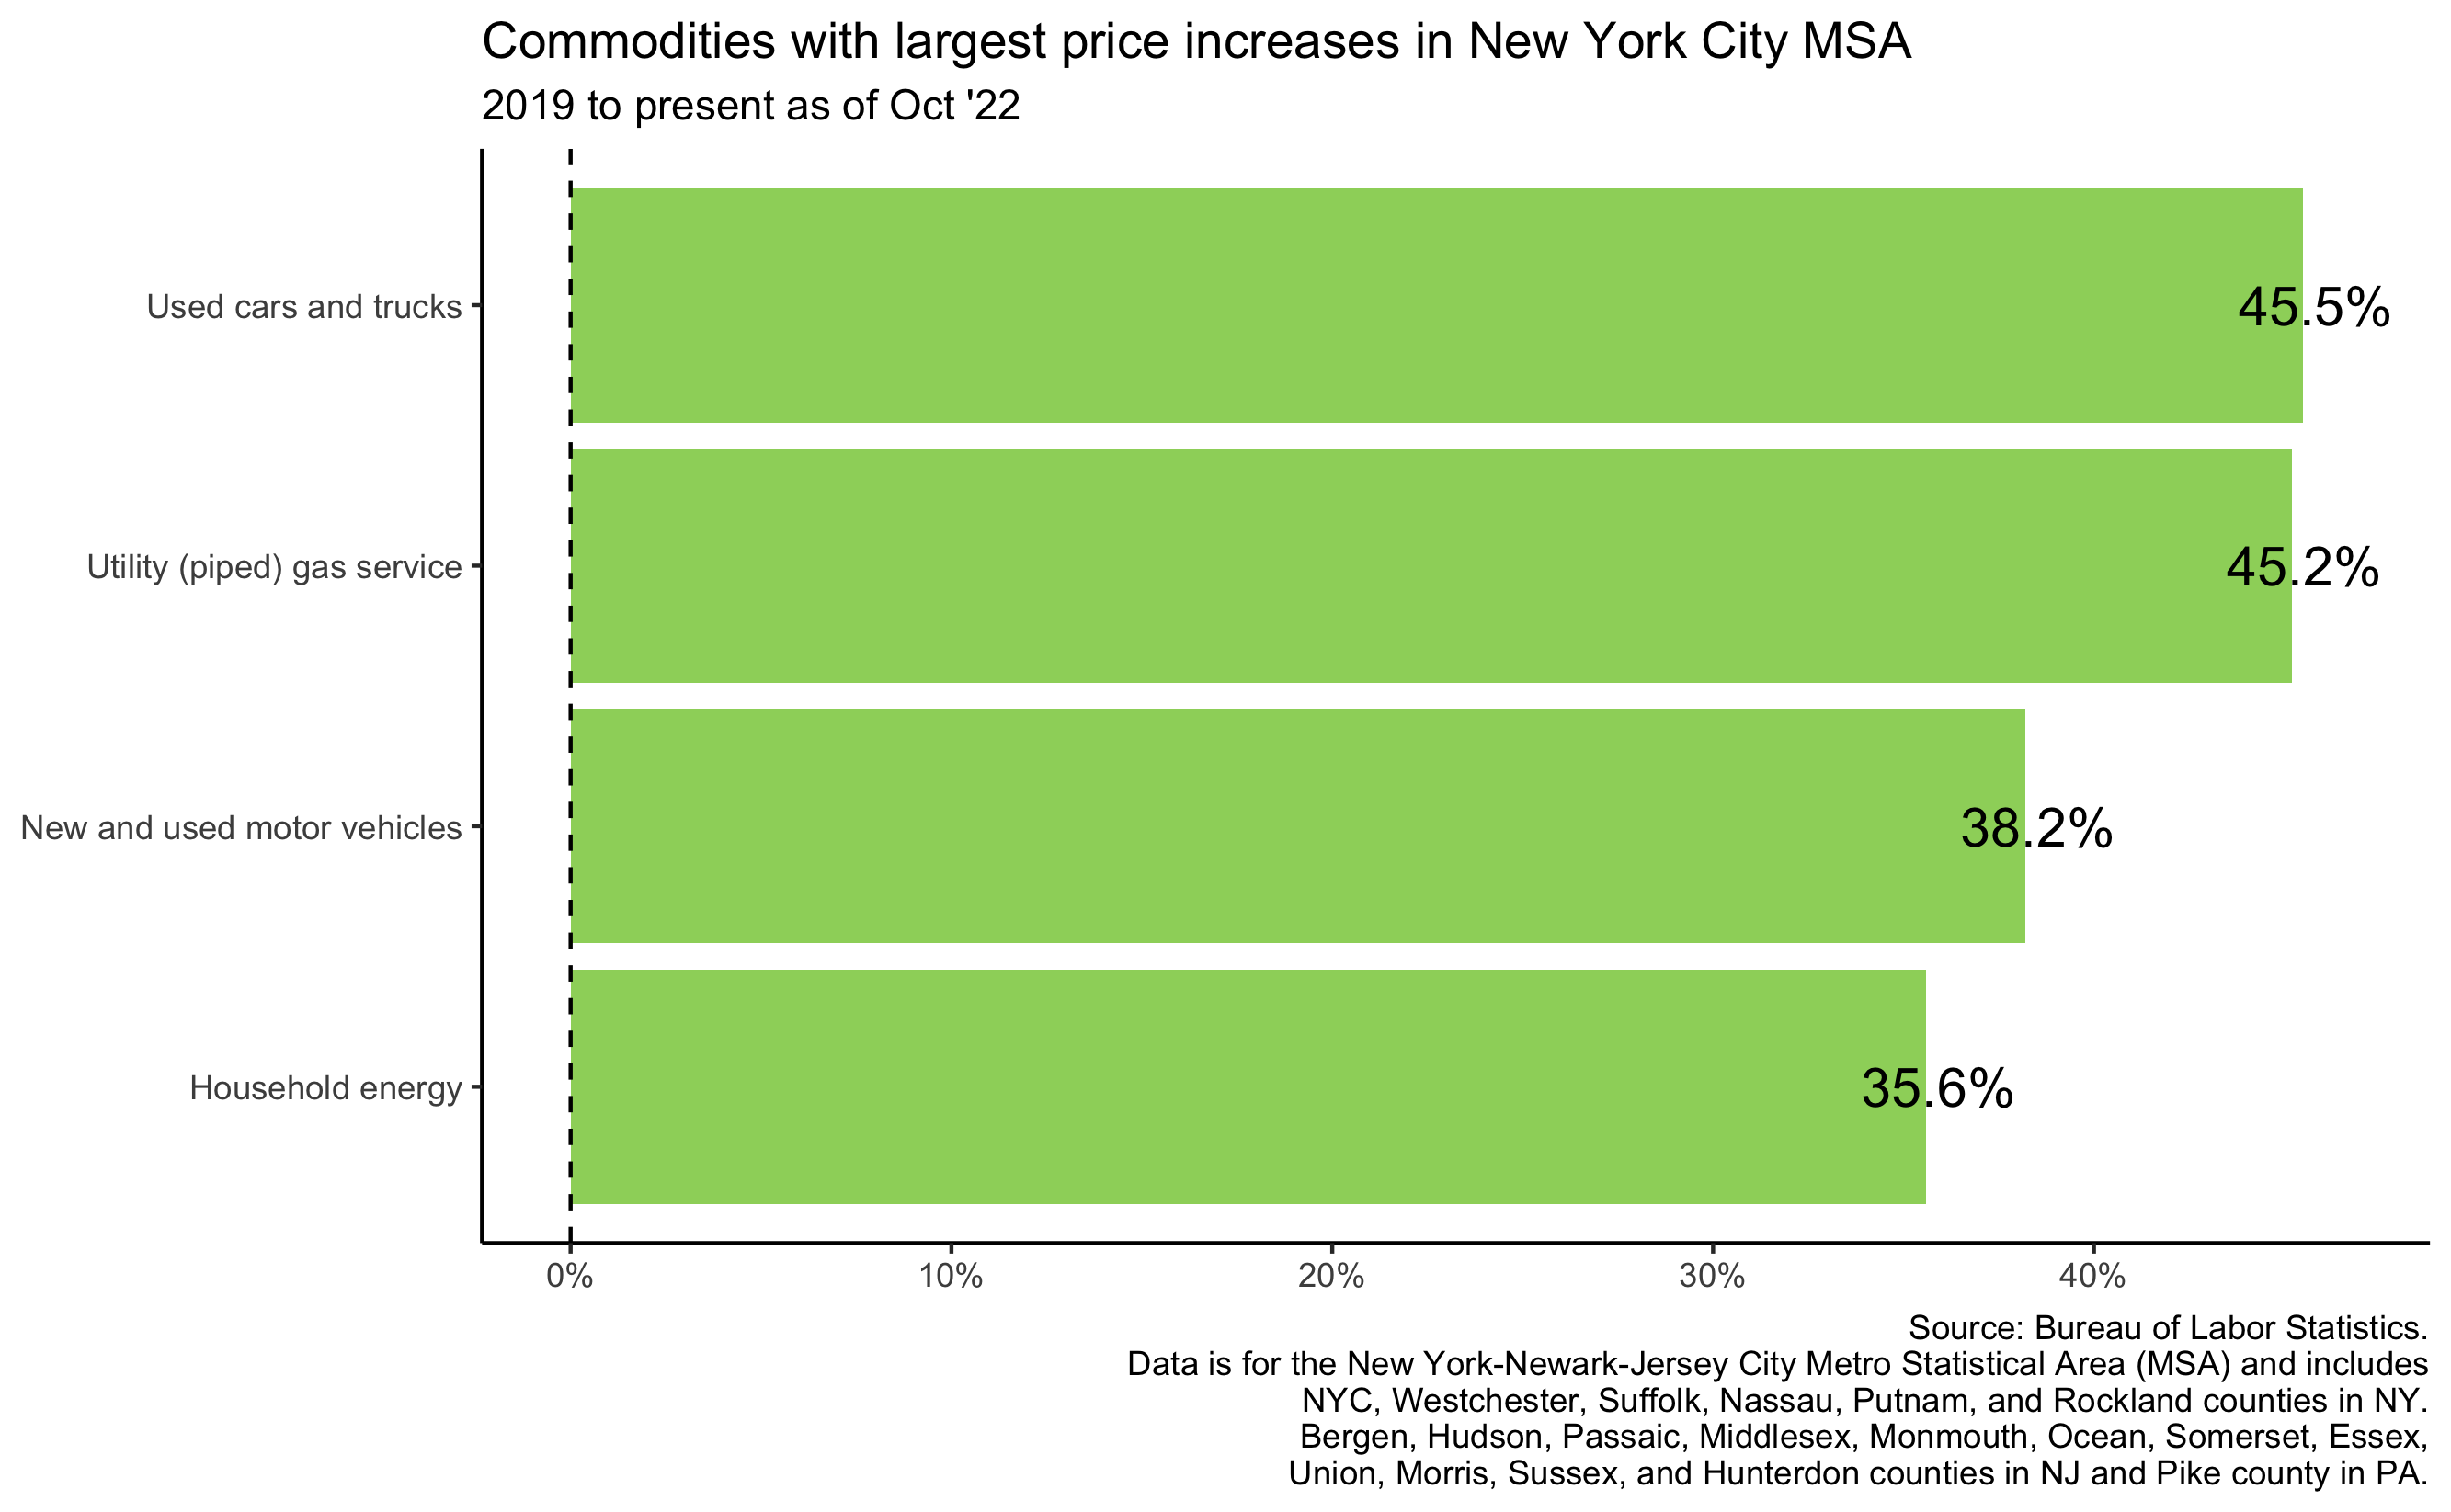 Commodities with largest price increases in New York City MSA
2019 to present as of Oct '22
Used cars and trucks
45.5%
Utility (piped) gas service
45.2%
New and used motor vehicles
38.2%
Household energy
35.6%
0% 10% 20% 30% 40%
Source: Bureau of Labor Statistics.
Data is for the New York-Newark-Jersey City Metro Statistical Area (MSA) and includes
NYC, Westchester, Suffolk, Nassau, Putnam, and Rockland counties in NY.
Bergen, Hudson, Passaic, Middlesex, Monmouth, Ocean, Somerset, Essex,
Union, Morris, Sussex, and Hunterdon counties in NJ and Pike county in PA.